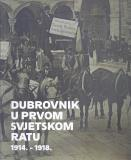 DUBROVNIK
U PRVOM
SVJETSKOM
RATU
1914. - 1918.